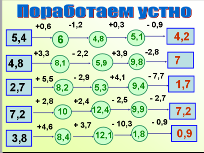 Поработаем устно
+0,6 -1,2 +0,3 - 0,9
5,4 6 4,8 5,1 4,2
+3,3 - 2,2 +3,9 -2,8
4,8 8,1 5,9 9,8 7
+ 5,5 - 2,9 +4,1 - 7,7
2,7 8,2 5,3 9,4 1,7
+ 2,8 +2,4 - 2,5 - 2,7
7,2 10 12,4 9,9 7,2
+4,6 + 3,7 - 10,3 - 0,9
3,8 8,4 12,1 1,8 0,9